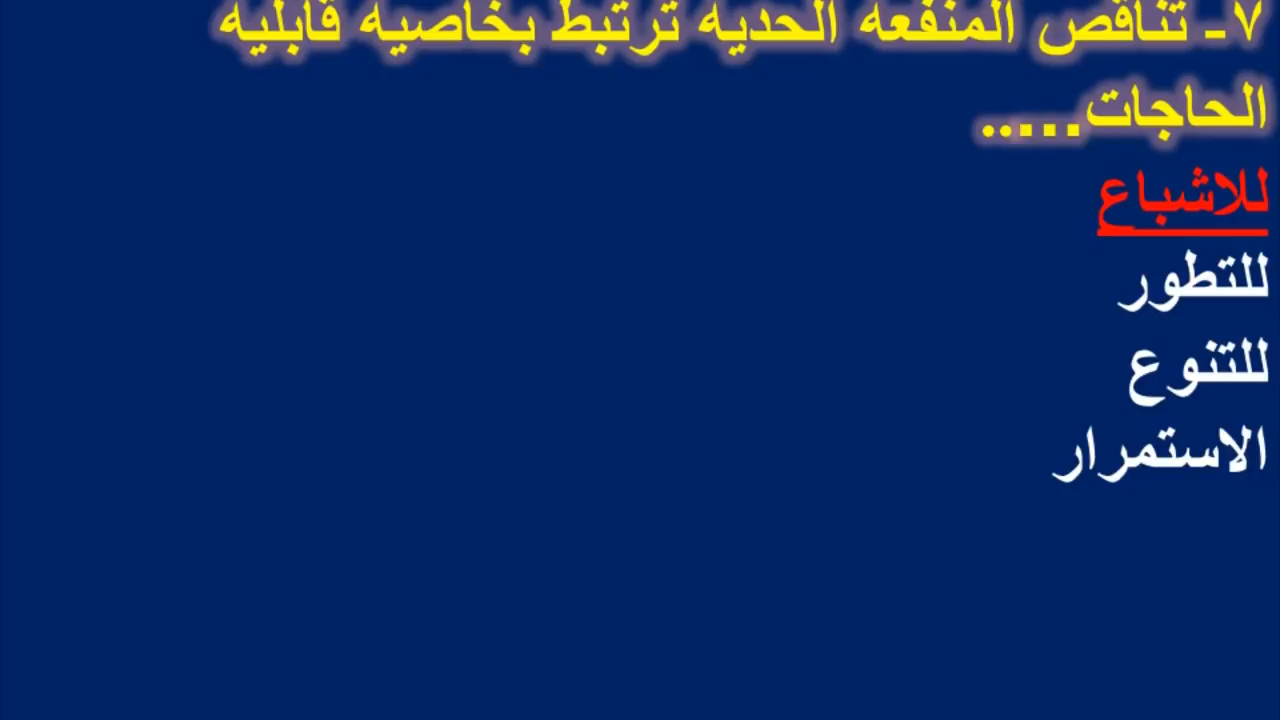 ٧- تناقص المنفعه الحديه ترتبط بخاصيه قابليه
الحاجات.....
للاشباع
للتطور
للتنوع
الاستمرار